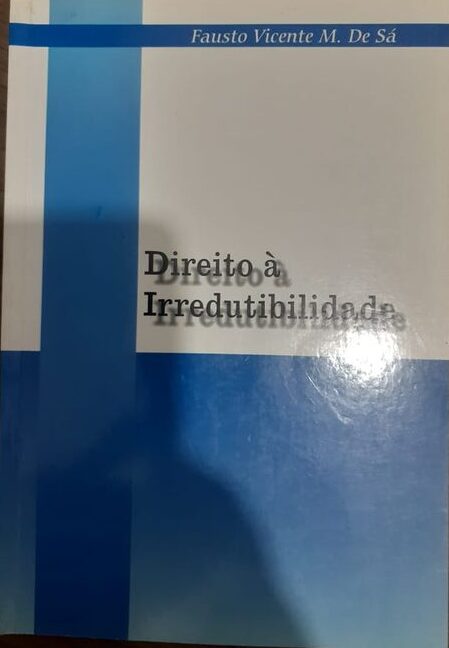 Fausto Vicente M. De Sá
Direito à
Irredutibilidade